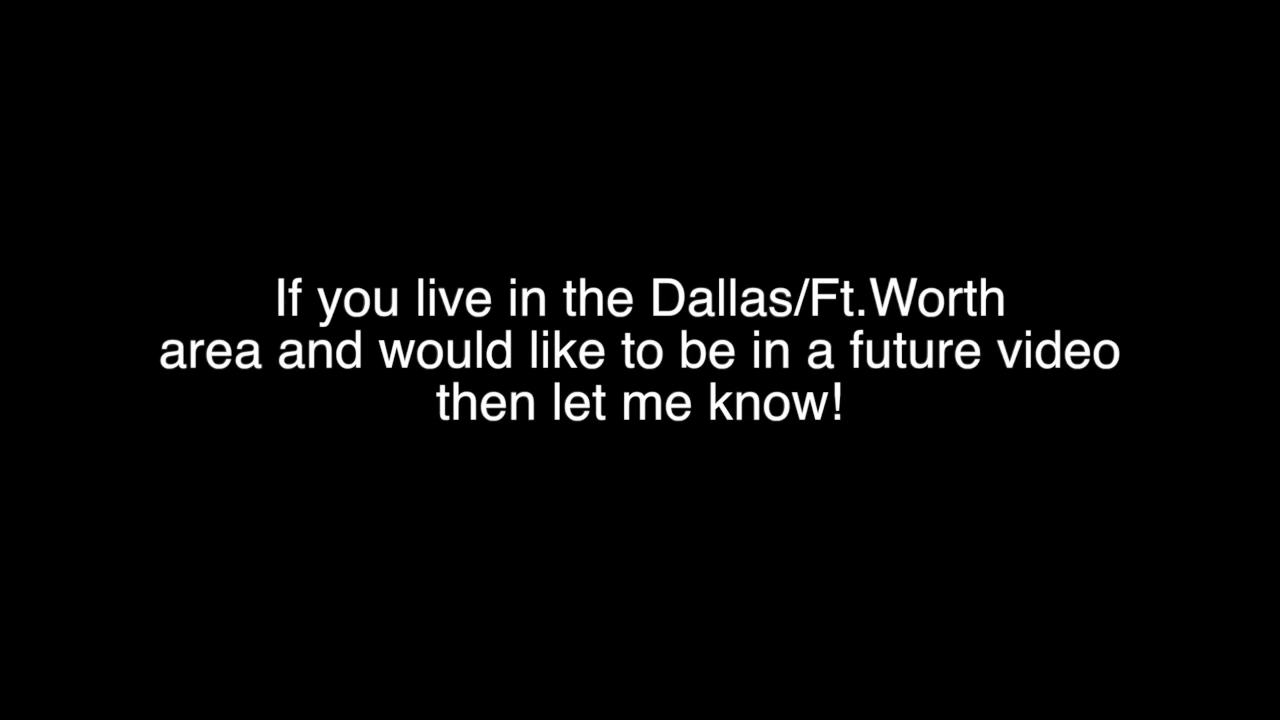 If you live in the Dallas/Ft.Worth
area and would like to be in a future video
then let me know!